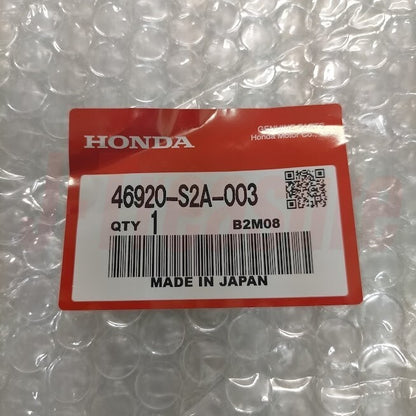 GENUINE PARTS
HONDA
Honda Motor Co.,
46920-S2A-003
QTY 1 B2M08
MADE IN JAPAN